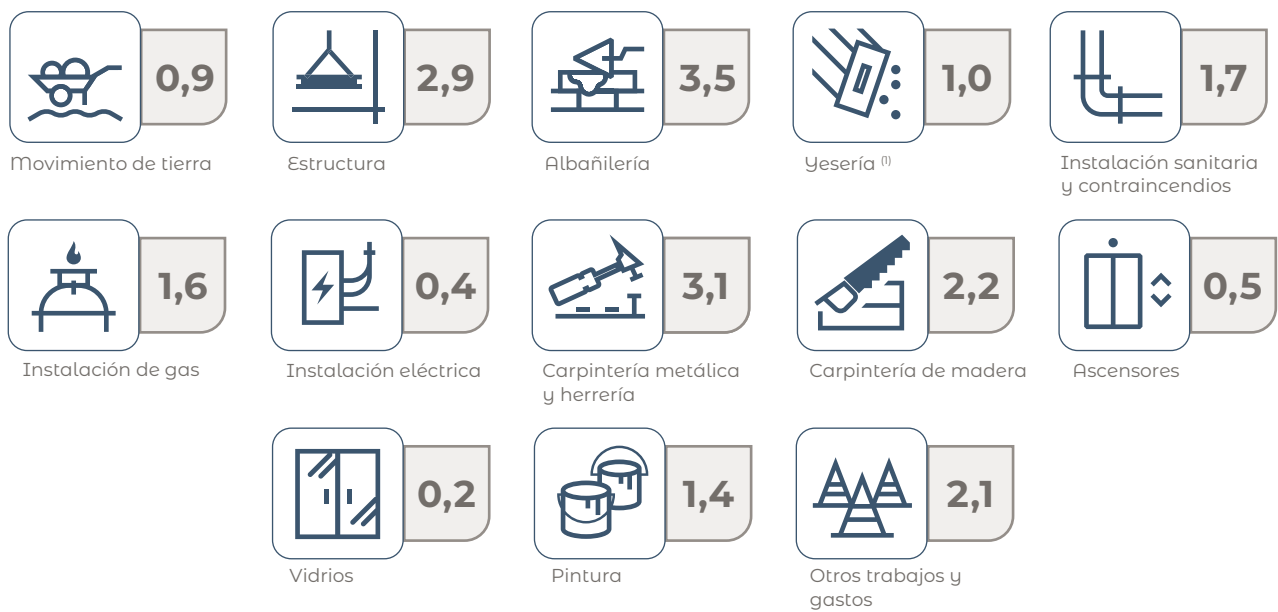 0,9
Movimiento de tierra
2,9
Estructura
3,5
Albañilería
1,0
Yesería (1)
1,7
Instalación sanitaria
y contraincendios
1,6
Instalación de gas
0,4
Instalación eléctrica
3,1
Carpintería metálica
y herrería
2,2
Carpintería de madera
0,5
Ascensores
0,2
Vidrios
1,4
Pintura
2,1
Otros trabajos y
gastos